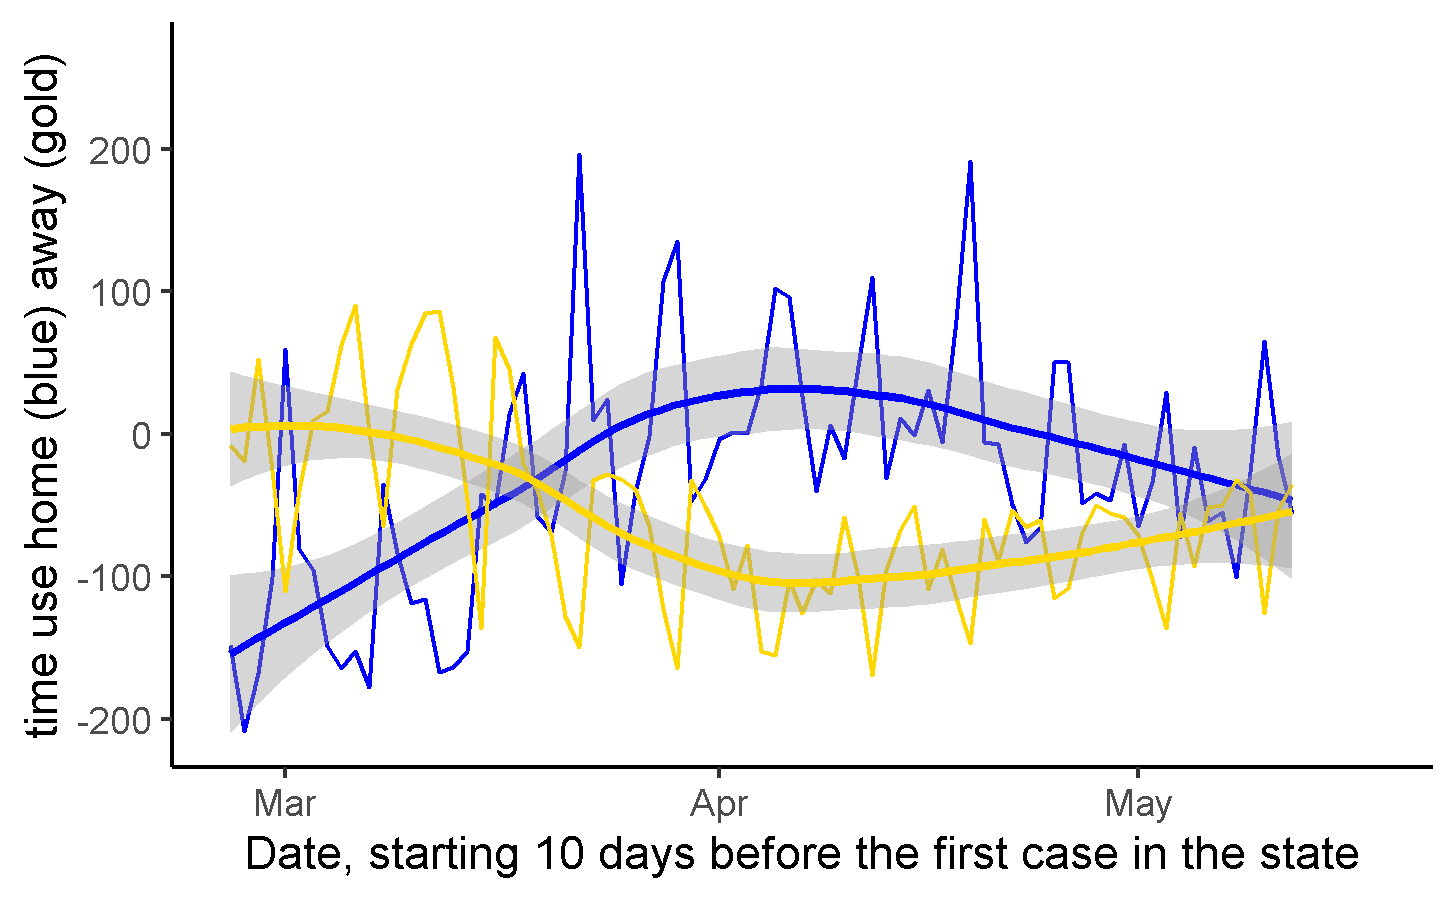 time use home (blue) away (gold)
200
100
0
-100
-200
Mar Apr May
Date, starting 10 days before the first case in the state